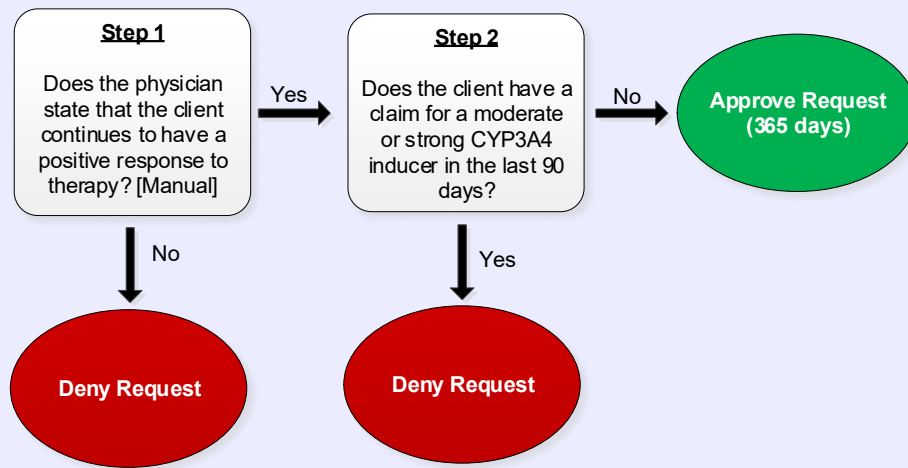 Step 1
Does the physician
state that the client
continues to have a
positive response to
therapy? [Manual]
Yes
Step 2
Does the client have a
claim for a moderate
or strong CYP3A4
inducer in the last 90
days?
No
Approve Request
(365 days)
No
Yes
Deny Request
Deny Request